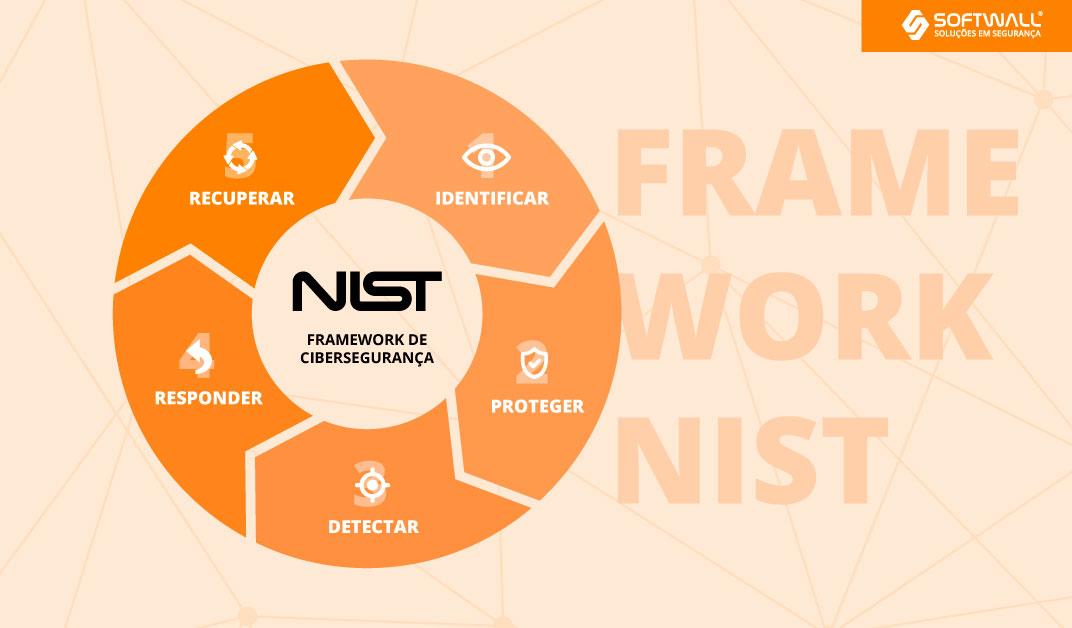 SOFTWALL®
SOLUÇÕES EM SEGURANÇA
FRAME
WORK
NIST
1
IDENTIFICAR
2
PROTEGER
3
DETECTAR
4
RESPONDER
5
RECUPERAR
NIST
FRAMEWORK DE
CIBERSEGURANÇA